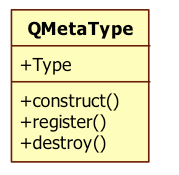 QMetaType
+Type
+construct()
+register()
+destroy()